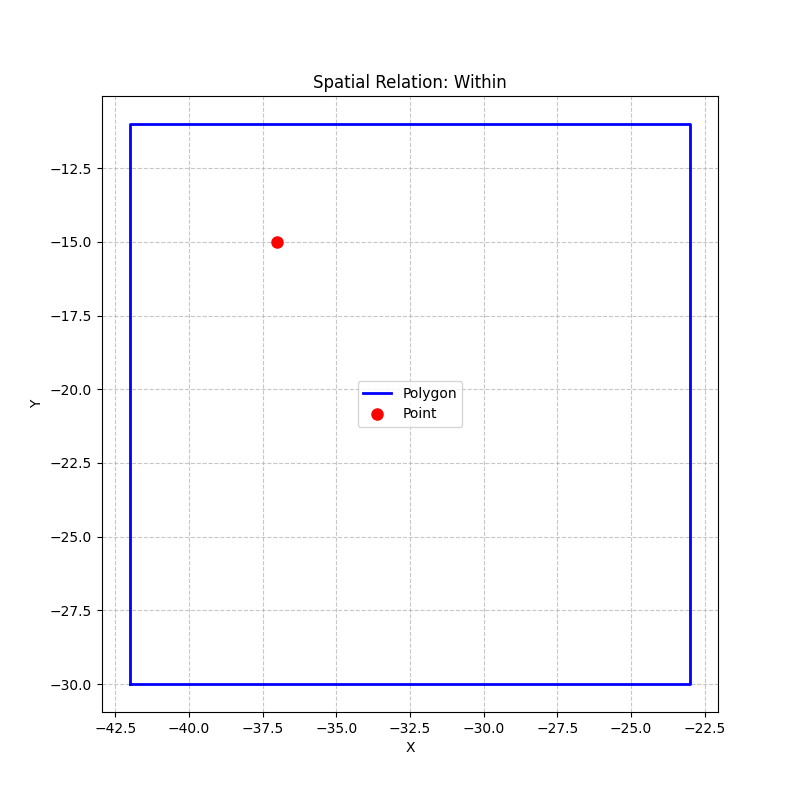 Spatial Relation: Within
Y
−12.5
−15.0
−17.5
−20.0
−22.5
−25.0
−27.5
−30.0
Polygon
Point
−42.5 −40.0 −37.5 −35.0 −32.5 −30.0 −27.5 −25.0 −22.5
X